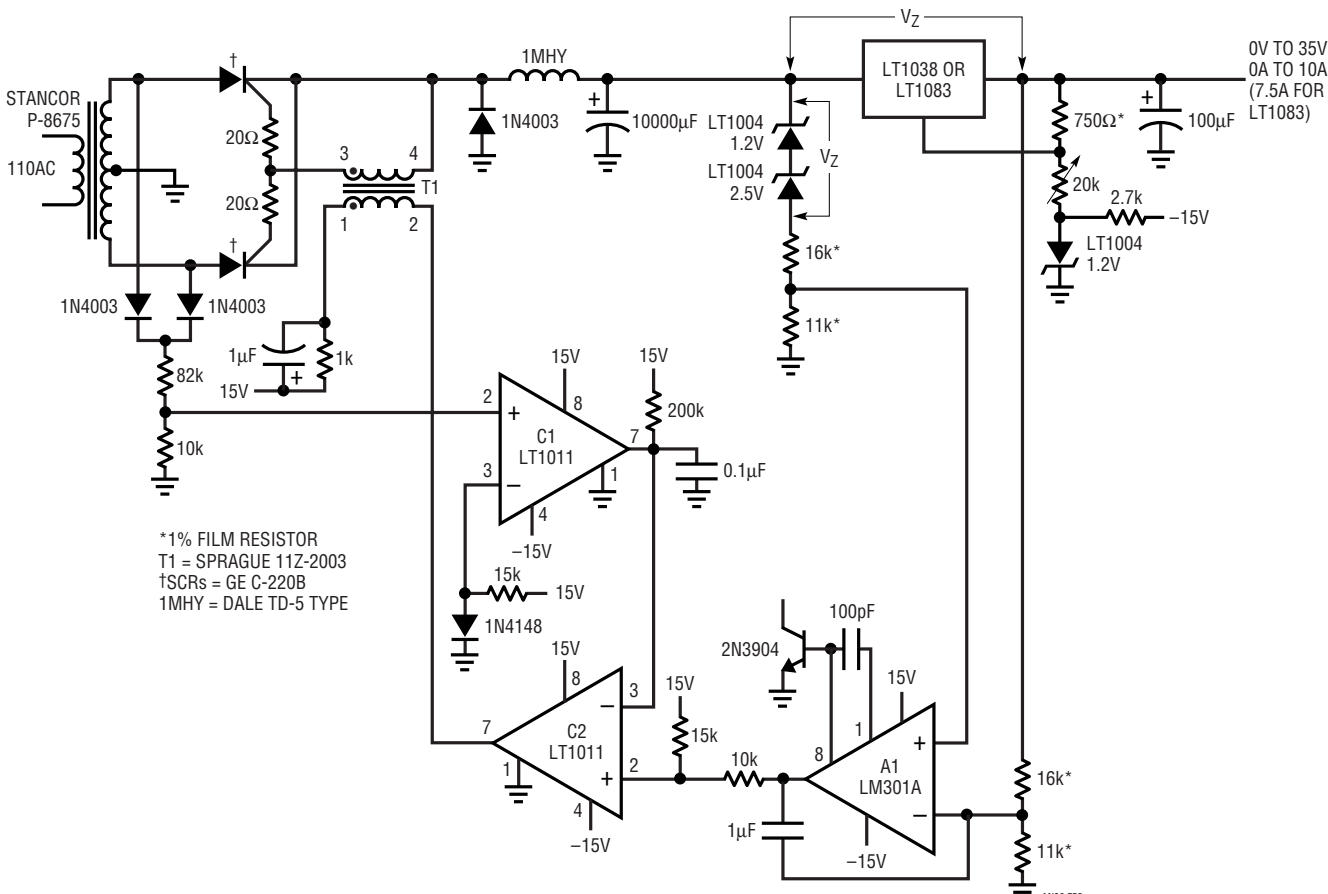 †
1MHY
VZ
STANCOR
P-8675
110AC
20Ω
20Ω
†
3
4
T1
1
2
1N4003
+
10000µF
LT1004
1.2V
LT1004
2.5V
VZ
LT1038 OR
LT1083
0V TO 35V
0A TO 10A
(7.5A FOR
LT1083)
750Ω*
+
100µF
20k
2.7k
–15V
LT1004
1.2V
16k*
11k*
1N4003
1N4003
82k
10k
1µF
+
1k
15V
15V
15V
200k
2
+
8
C1
LT1011
7
1
3
–
4
–15V
0.1µF
*1% FILM RESISTOR
T1 = SPRAGUE 11Z-2003
†SCRs = GE C-220B
1MHY = DALE TD-5 TYPE
15k
15V
1N4148
15V
8
3
–
7
C2
LT1011
1
2
+
4
–15V
15V
15k
10k
2N3904
100pF
15V
1
8
+
A1
LM301A
–
–15V
1µF
16k*
11k*